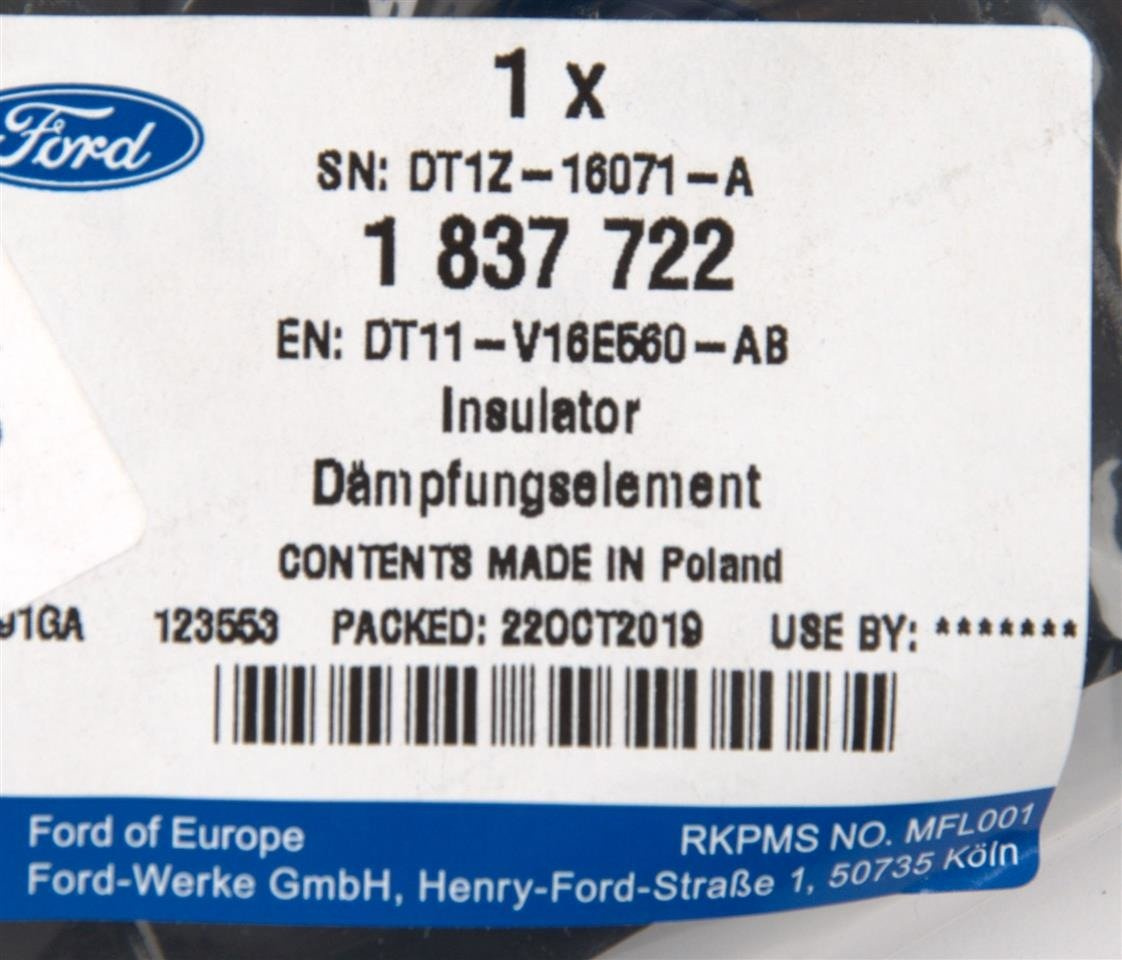 Ford
1 x
SN: DT1Z-16071-A
1 837 722
EN: DT11-V16E560-AB
Insulator
Dämpfungselement
CONTENTS MADE IN Poland
91GA 123553 PACKED: 22OCT2019 USE BY: *******
Ford of Europe RKPMS NO. MFL001
Ford-Werke GmbH, Henry-Ford-Straße 1, 50735 Köln